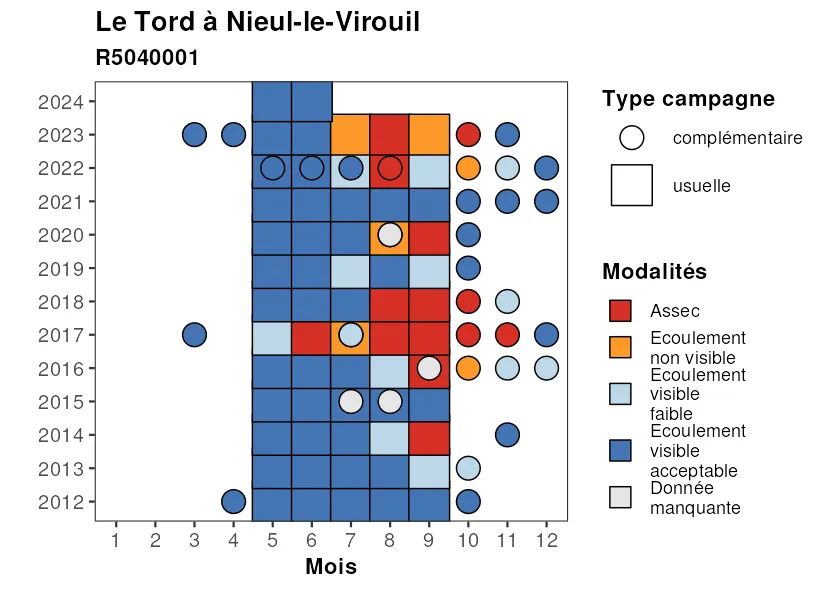 Le Tord à Nieul-le-Virouil
R5040001
2024
2023
2022
2021
2020
2019
2018
2017
2016
2015
2014
2013
2012
1 2 3 4 5 6 7 8 9 10 11 12
Mois
Type campagne
complémentaire
usuelle
Modalités
Assec
Ecoulement
non visible
Ecoulement
visible
faible
Ecoulement
visible
acceptable
Donnée
manquante